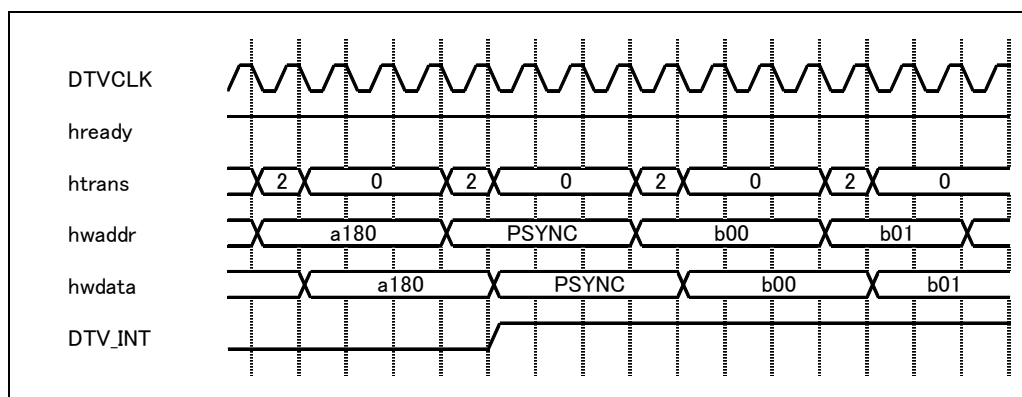 DTVCLK
hready
htrans 2 0 2 0 2 0 2 0
hwaddr a180 PSYNC b00 b01
hwdata a180 PSYNC b00 b01
DTV_INT